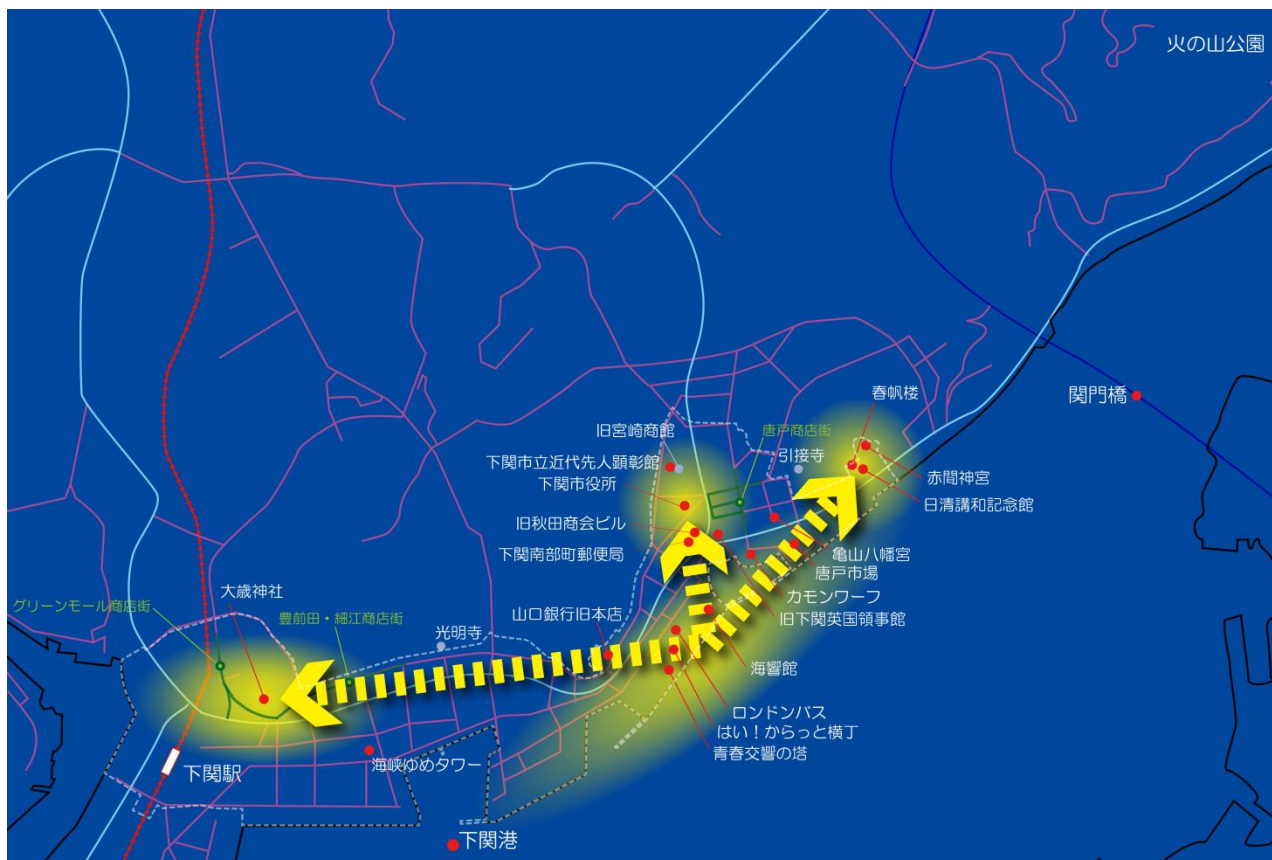 火の山公園
関門橋
春帆楼
旧宮崎商館
唐戸商店街
引接寺
下関市立近代先人顕彰館
下関市役所
赤間神宮
日清講和記念館
旧秋田商会ビル
下関南部町郵便局
亀山八幡宮
唐戸市場
カモンワーフ
旧下関英国領事館
大歳神社
グリーンモール商店街
豊前田・細江商店街
光明寺
山口銀行旧本店
海響館
ロンドンバス
はい!からっと横丁
青春交響の塔
海峡ゆめタワー
下関駅
下関港